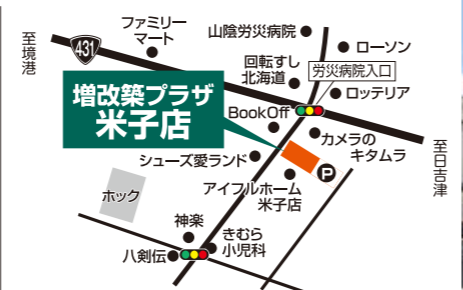 ファミリー
マート
山陰労災病院
ローソン
至境港
431
回転すし
北海道
労災病院入口
ロッテリア
増改築プラザ
米子店
BookOff
カメラの
キタムラ
至日吉津
シューズ愛ランド
P
アイフルホーム
米子店
ホック
神楽
きむら
小児科
八剣伝